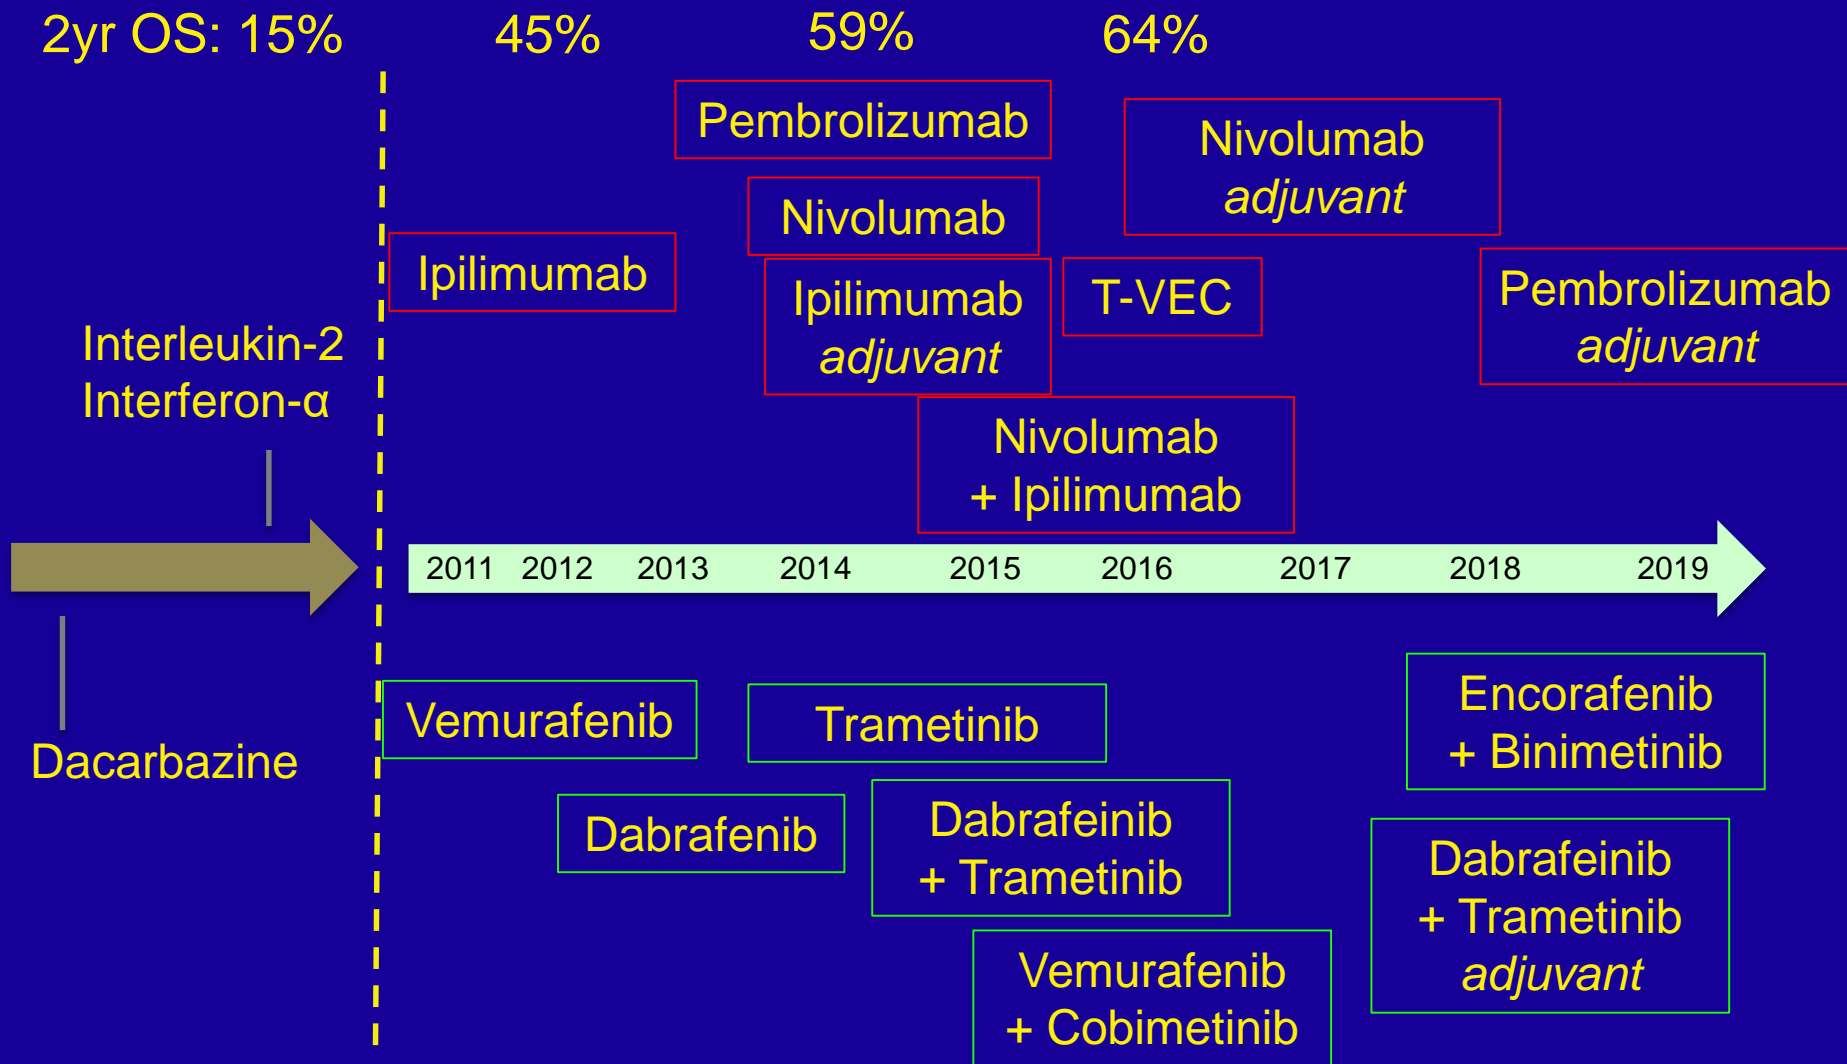 2yr OS: 15%
45%
59%
64%
Pembrolizumab
Nivolumab
adjuvant
Nivolumab
Ipilimumab
Ipilimumab
adjuvant
T-VEC
Pembrolizumab
adjuvant
Interleukin-2
Interferon-α
Nivolumab
+ Ipilimumab
2011
2012
2013
2014
2015
2016
2017
2018
2019
Dacarbazine
Vemurafenib
Trametinib
Encorafenib
+ Binimetinib
Dabrafenib
Dabrafeinib
+ Trametinib
Dabrafeinib
+ Trametinib
adjuvant
Vemurafenib
+ Cobimetinib